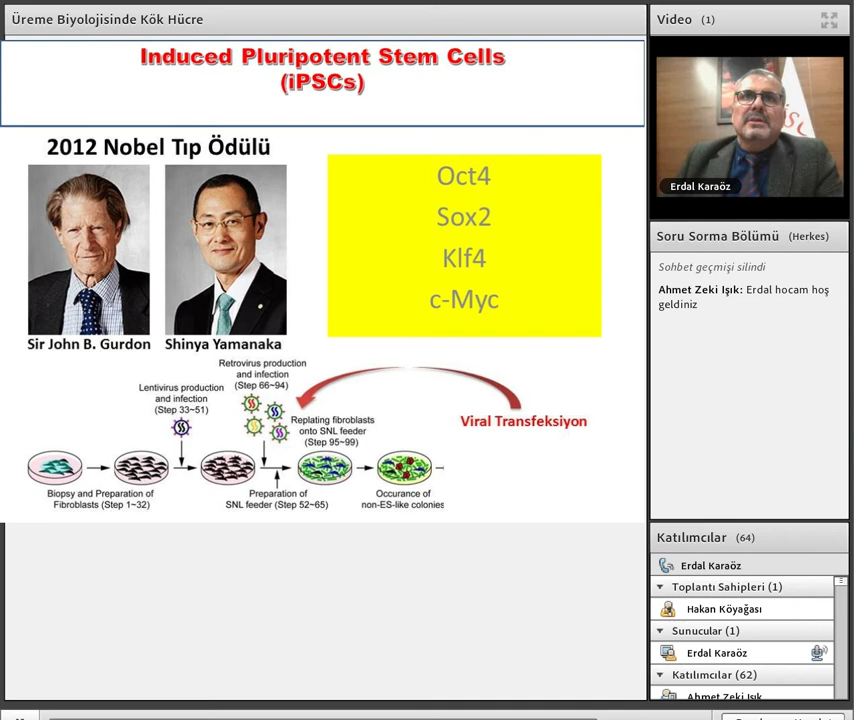 Üreme Biyolojisinde Kök Hücre
Induced Pluripotent Stem Cells
(iPSCs)
2012 Nobel Tıp Ödülü
Sir John B. Gurdon
Shinya Yamanaka
Oct4
Sox2
Klf4
c-Myc
Retrovirus production
and infection
(Step 66~94)
Lentivirus production
and infection
(Step 33~51)
Replating fibroblasts
onto SNL feeder
(Step 95~99)
Viral Transfeksiyon
Biopsy and Preparation of
Fibroblasts (Step 1~32)
Preparation of
SNL feeder (Step 52~65)
Occurance of
non-ES-like colonies
Video (1)
Erdal Karaöz
Soru Sorma Bölümü (Herkes)
Sohbet geçmişi silindi
Ahmet Zeki Işık: Erdal hocam hoş
geldiniz
Katılımcılar (64)
Erdal Karaöz
Toplantı Sahipleri (1)
Hakan Köyağası
Sunucular (1)
Erdal Karaöz
Katılımcılar (62)
Ahmet Zeki Işık